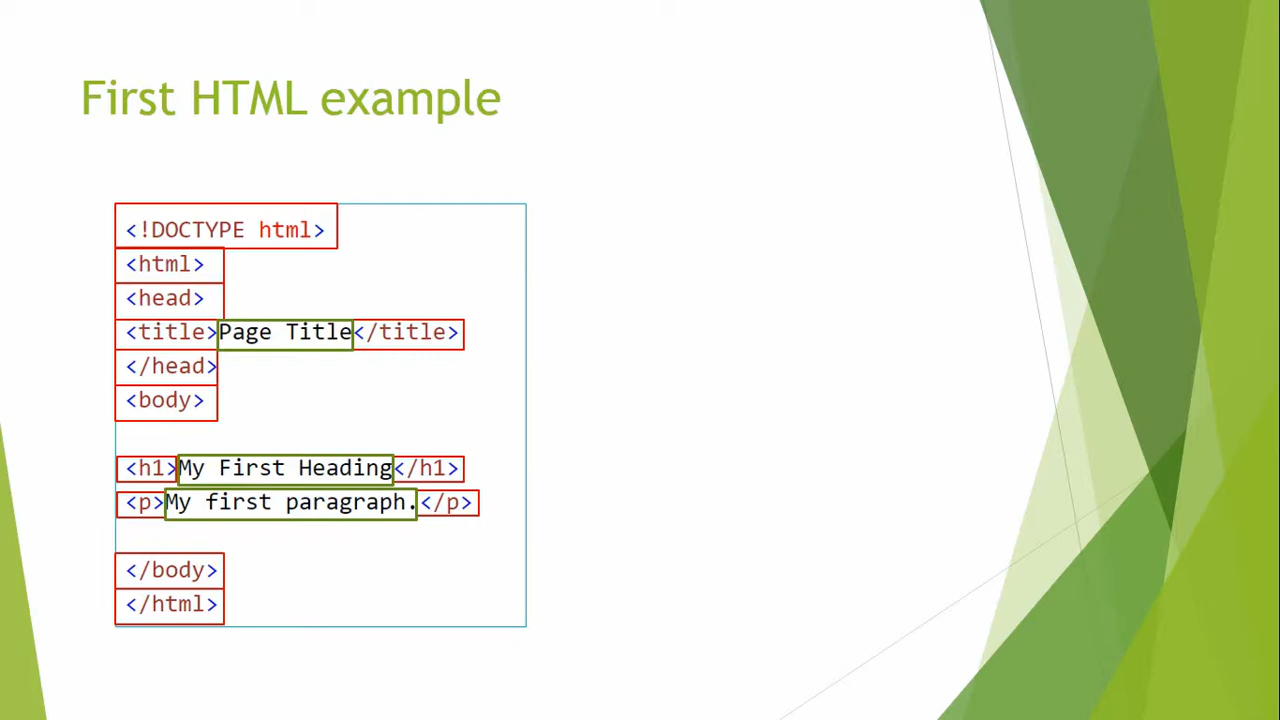 First HTML example
<!DOCTYPE html>
<html>
<head>
<title>Page Title</title>
</head>
<body>
<h1>My First Heading</h1>
<p>My first paragraph.</p>
</body>
</html>